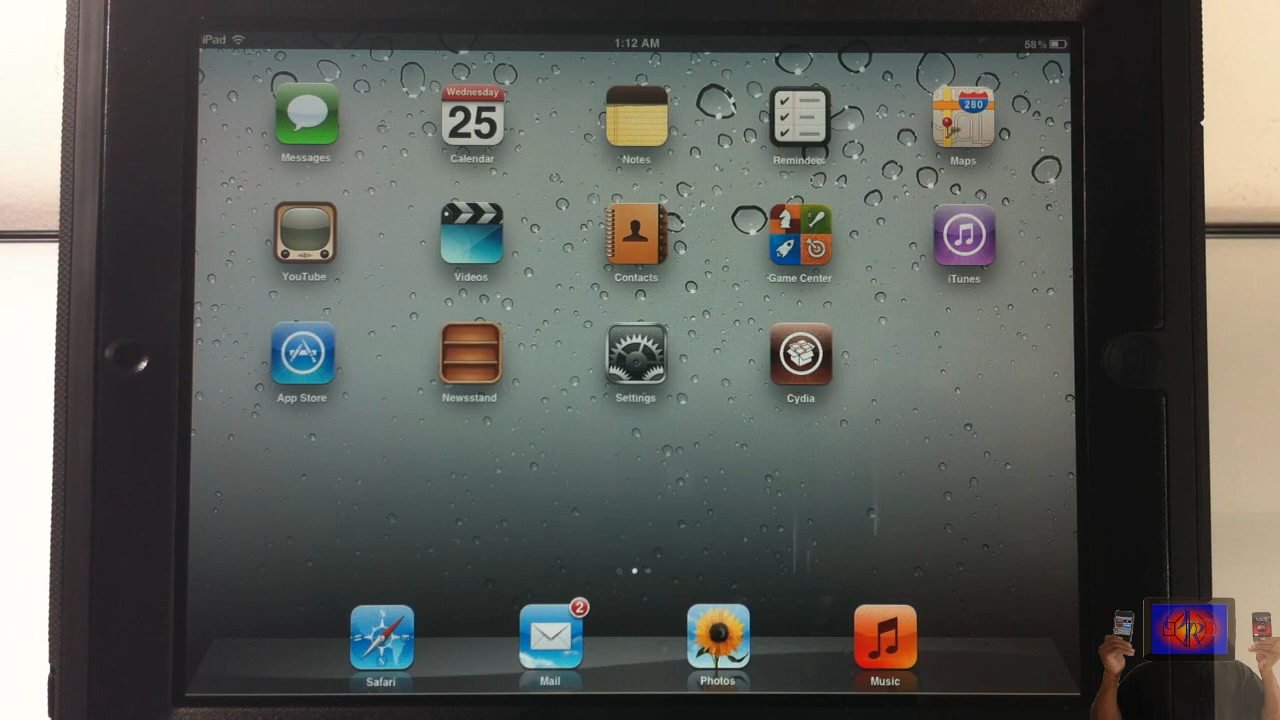 iPad 1:12 AM 58%
Wednesday
25
280
Messages Calendar Notes Reminders Maps
YouTube Videos Contacts Game Center iTunes
App Store Newsstand Settings Cydia
2
Safari Mail Photos Music